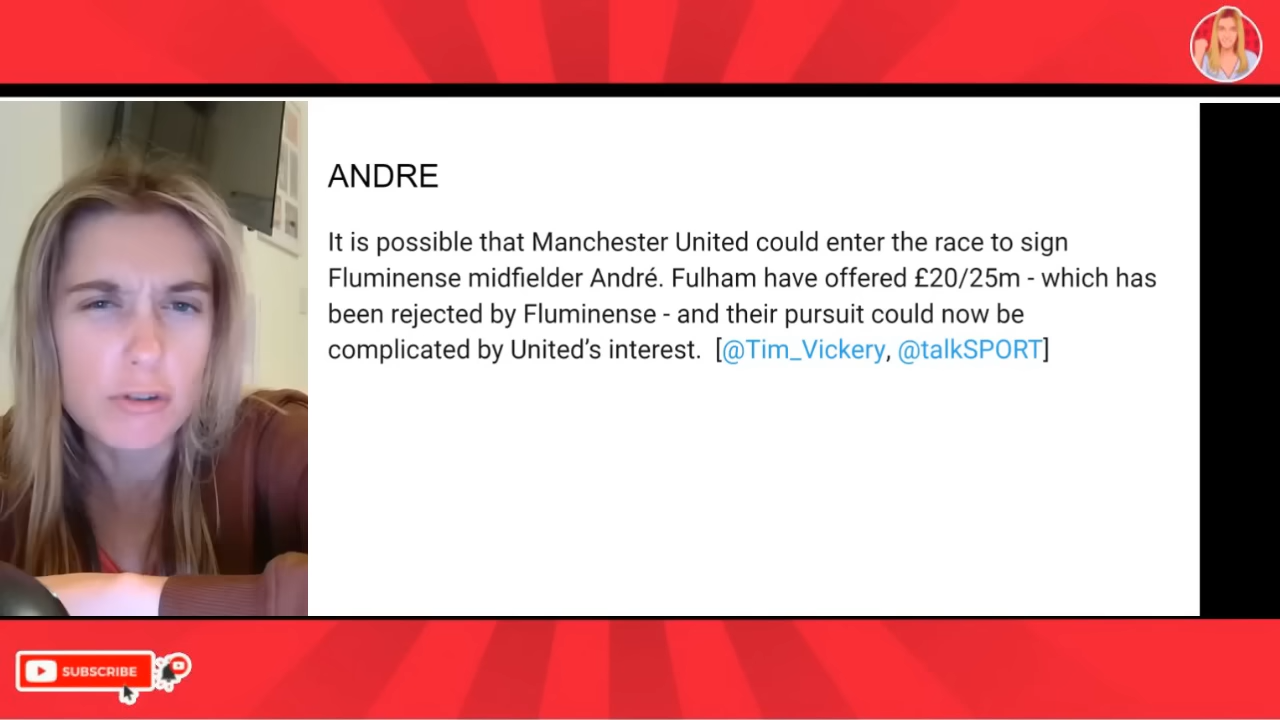 ANDRE
It is possible that Manchester United could enter the race to sign
Fluminense midfielder André. Fulham have offered £20/25m - which has
been rejected by Fluminense - and their pursuit could now be
complicated by United’s interest.  [@Tim_Vickery, @talkSPORT]
SUBSCRIBE